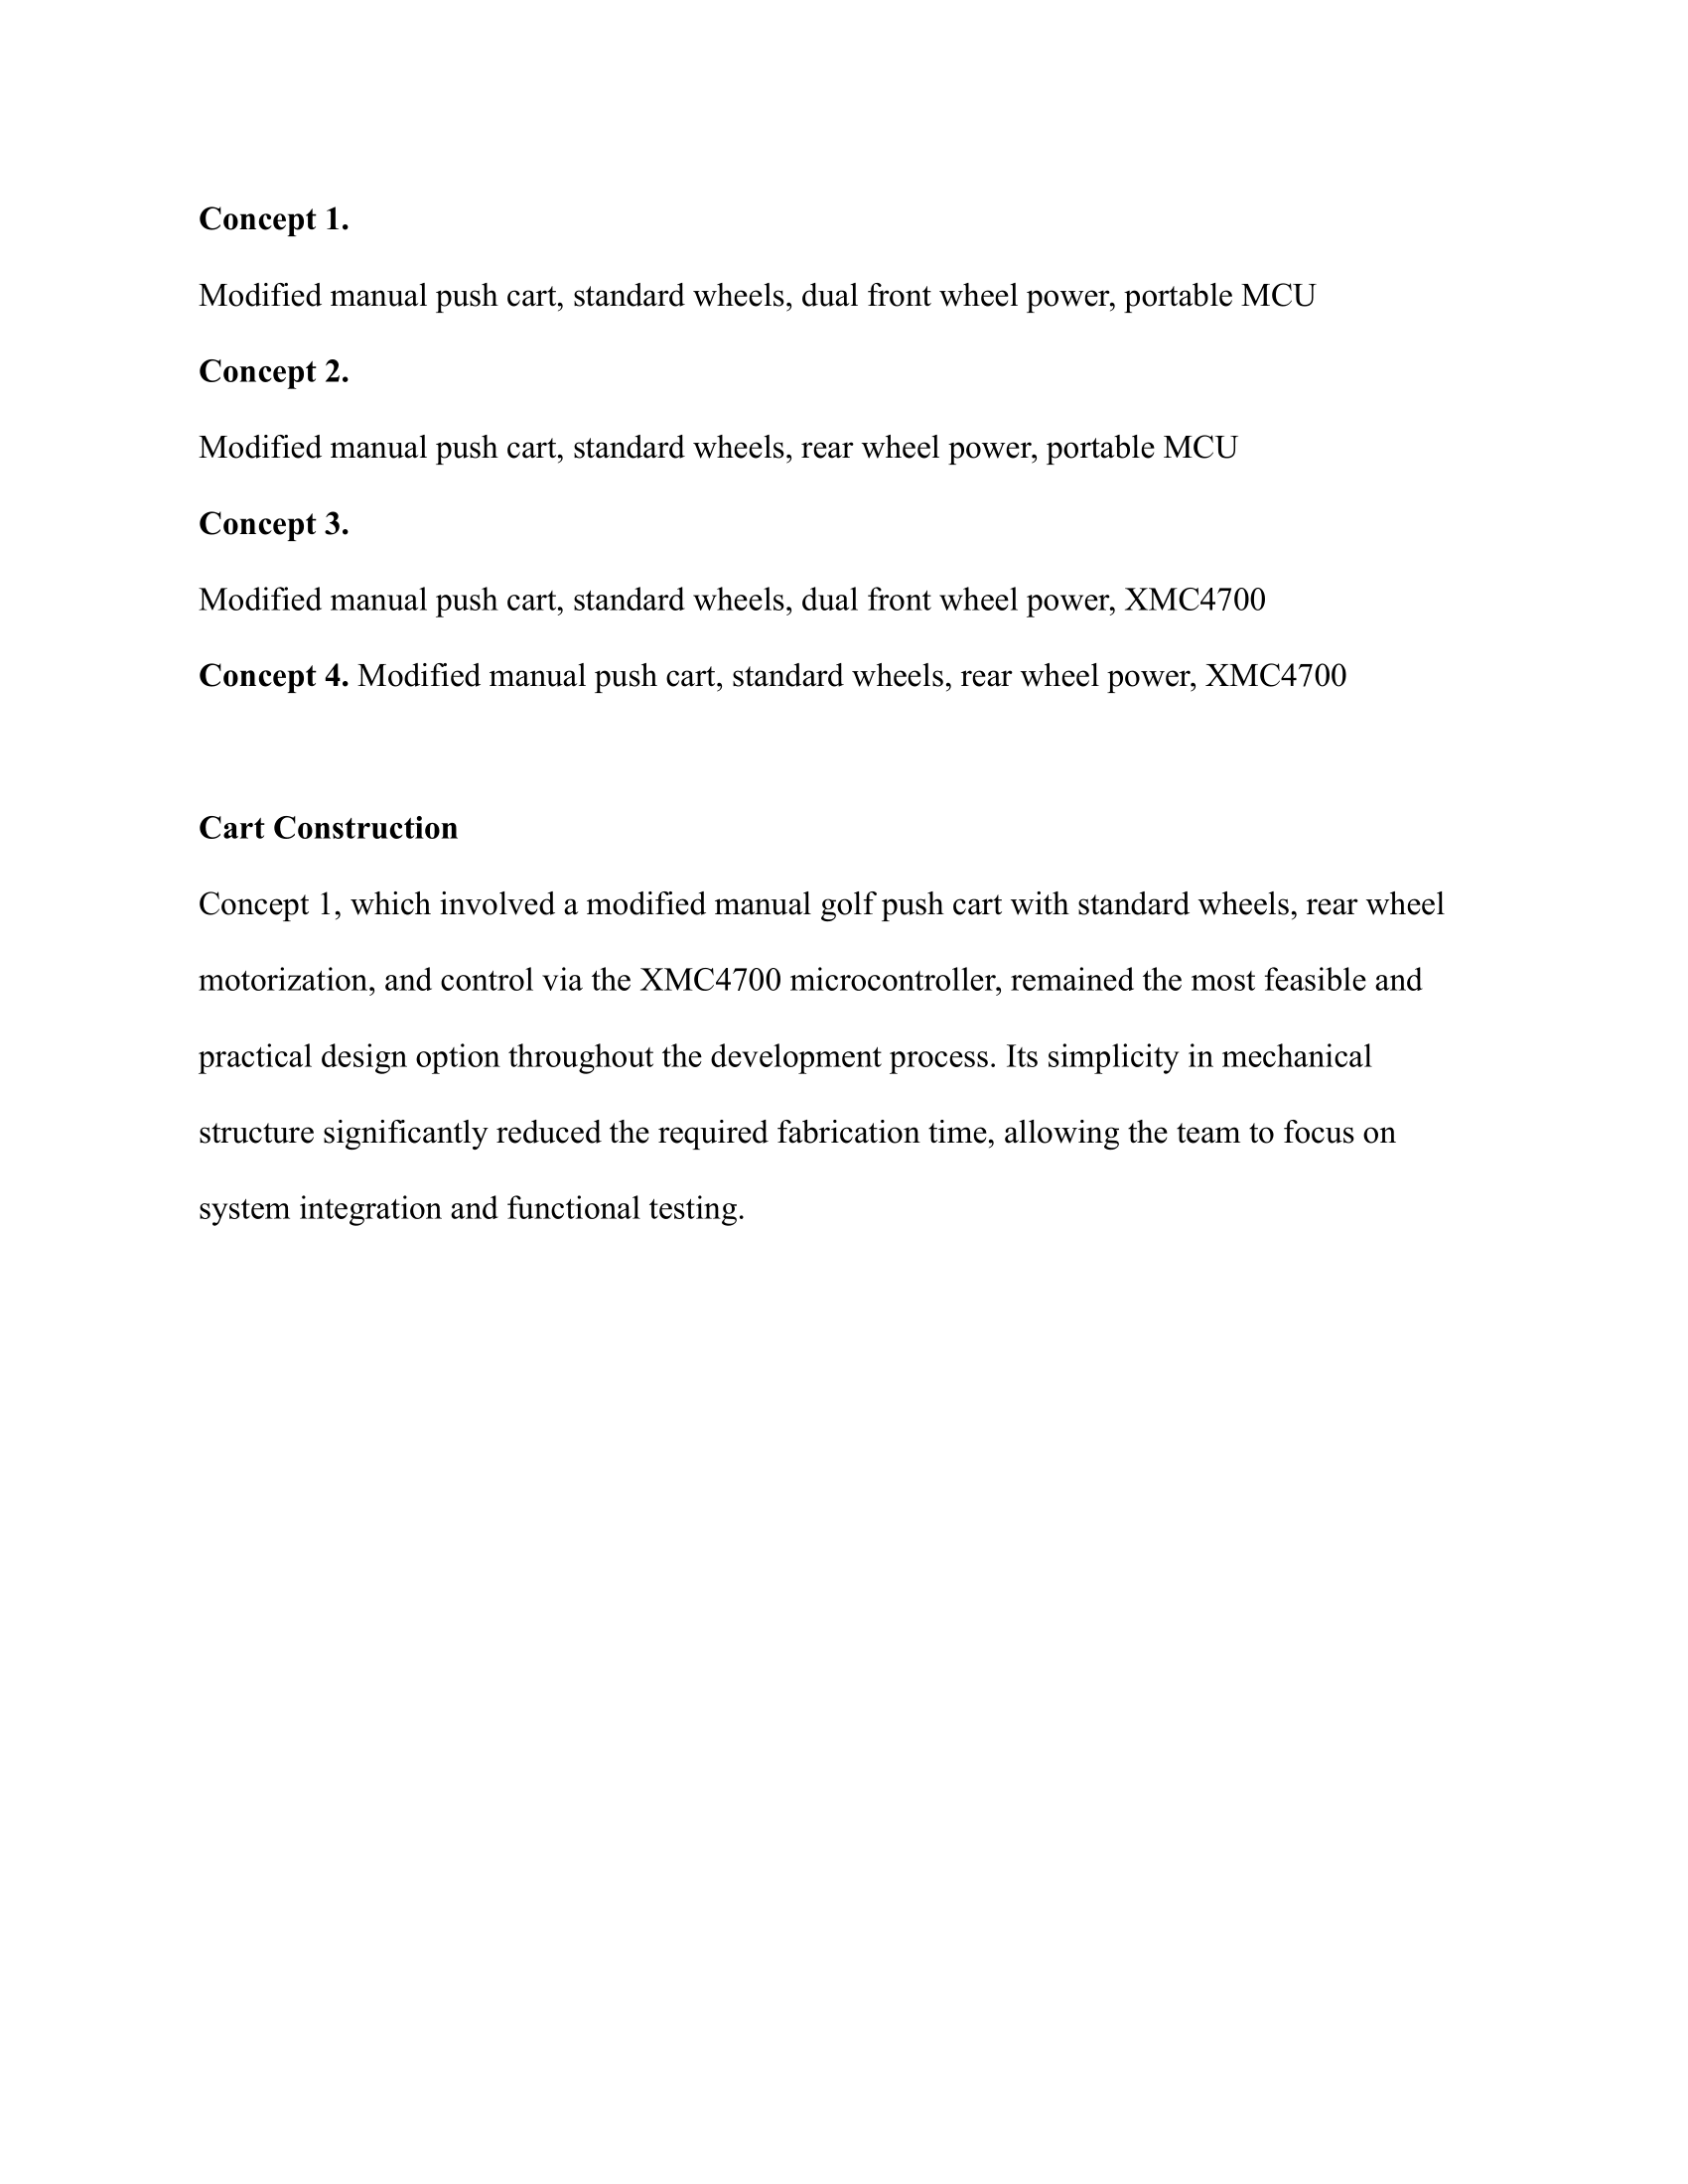 Concept 1.
Modified manual push cart, standard wheels, dual front wheel power, portable MCU
Concept 2.
Modified manual push cart, standard wheels, rear wheel power, portable MCU
Concept 3.
Modified manual push cart, standard wheels, dual front wheel power, XMC4700
Concept 4. Modified manual push cart, standard wheels, rear wheel power, XMC4700
Cart Construction
Concept 1, which involved a modified manual golf push cart with standard wheels, rear wheel
motorization, and control via the XMC4700 microcontroller, remained the most feasible and
practical design option throughout the development process. Its simplicity in mechanical
structure significantly reduced the required fabrication time, allowing the team to focus on
system integration and functional testing.